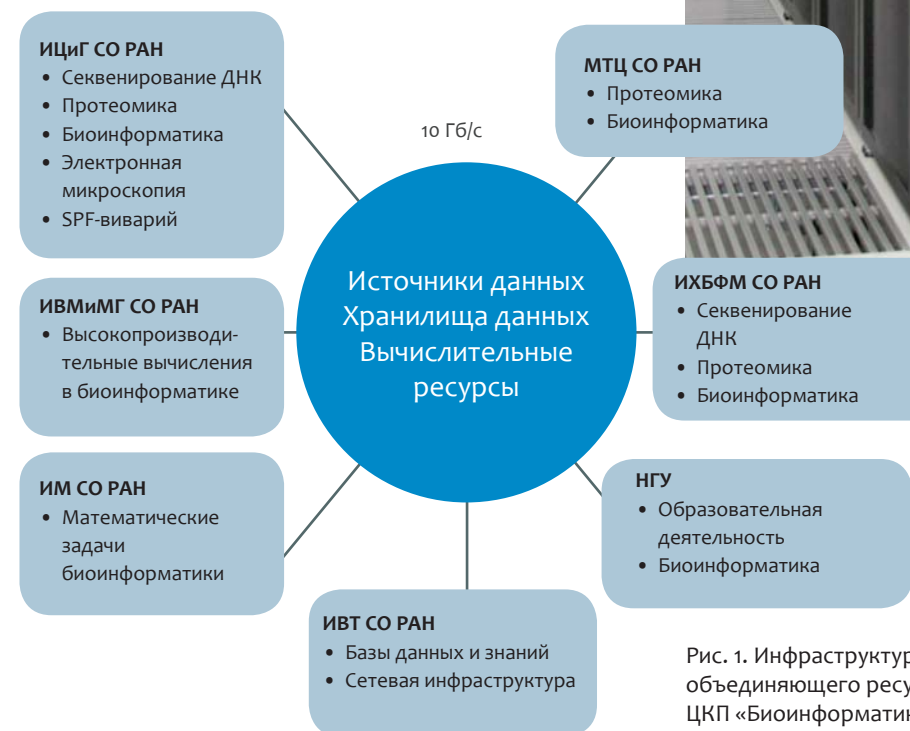 ИЦиГ СО РАН
• Секвенирование ДНК
• Протеомика
• Биоинформатика
• Электронная
микроскопия
• SPF-виварий
10 Гб/с
МТЦ СО РАН
• Протеомика
• Биоинформатика
Источники данных
Хранилища данных
Вычислительные
ресурсы
ИВМиМГ СО РАН
• Высокопроизводи-
тельные вычисления
в биоинформатике
ИХБФМ СО РАН
• Секвенирование
ДНК
• Протеомика
• Биоинформатика
ИМ СО РАН
• Математические
задачи
биоинформатики
НГУ
• Образовательная
деятельность
• Биоинформатика
ИВТ СО РАН
• Базы данных и знаний
• Сетевая инфраструктура
Рис. 1. Инфраструктур
объединяющего ресу
ЦКП «Биоинформати